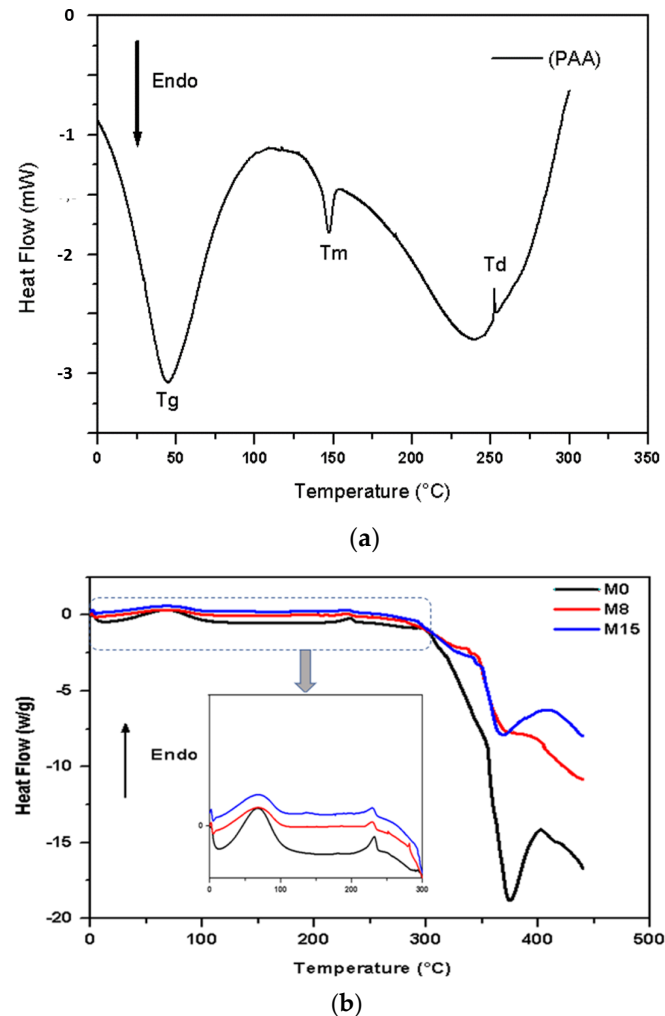 0
(PAA)
Endo
-1
-2
-3
Tm
Td
Tg
Heat Flow (mW)
0 50 100 150 200 250 300 350
Temperature (°C)
(a)
0
M0
M8
M15
-5
-10
-15
-20
Endo
Heat Flow (w/g)
0
0 100 200 300
0 100 200 300 400 500
Temperature (°C)
(b)